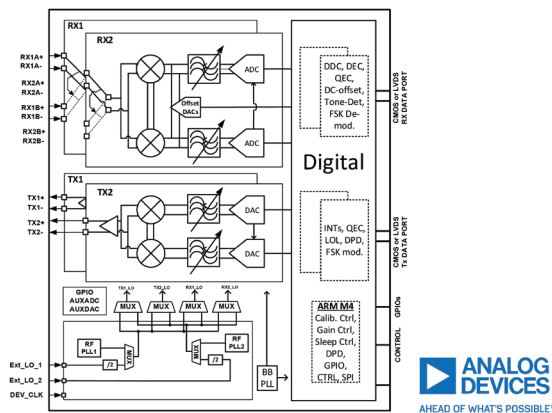 RX1
RX2
RX1A+
RX1A-
RX2A+
RX2A-
RX1B+
RX1B-
RX2B+
RX2B-
ADC
Offset
DACs
ADC
TX1
TX2
TX1+
TX1-
TX2+
TX2-
DAC
DAC
Digital
DDC, DEC,
QEC,
DC-offset,
Tone-Det,
FSK De-
mod.
INTs, QEC,
LOL, DPD,
FSK mod.
ARM M4
Calib. Ctrl,
Gain Ctrl,
Sleep Ctrl,
DPD,
GPIO,
CTRL, SPI
CMOS or LVDS
RX DATA PORT
CMOS or LVDS
Tx DATA PORT
GPIOs
CONTROL
GPIO
AUXADC
AUXDAC
TX1_LO
TX2_LO
RX1_LO
RX2_LO
MUX
MUX
MUX
MUX
RF
PLL1
/2
MUX
MUX
RF
PLL2
/2
BB
PLL
Ext_LO_1
Ext_LO_2
DEV_CLK
ANALOG
DEVICES
AHEAD OF WHAT'S POSSIBLE